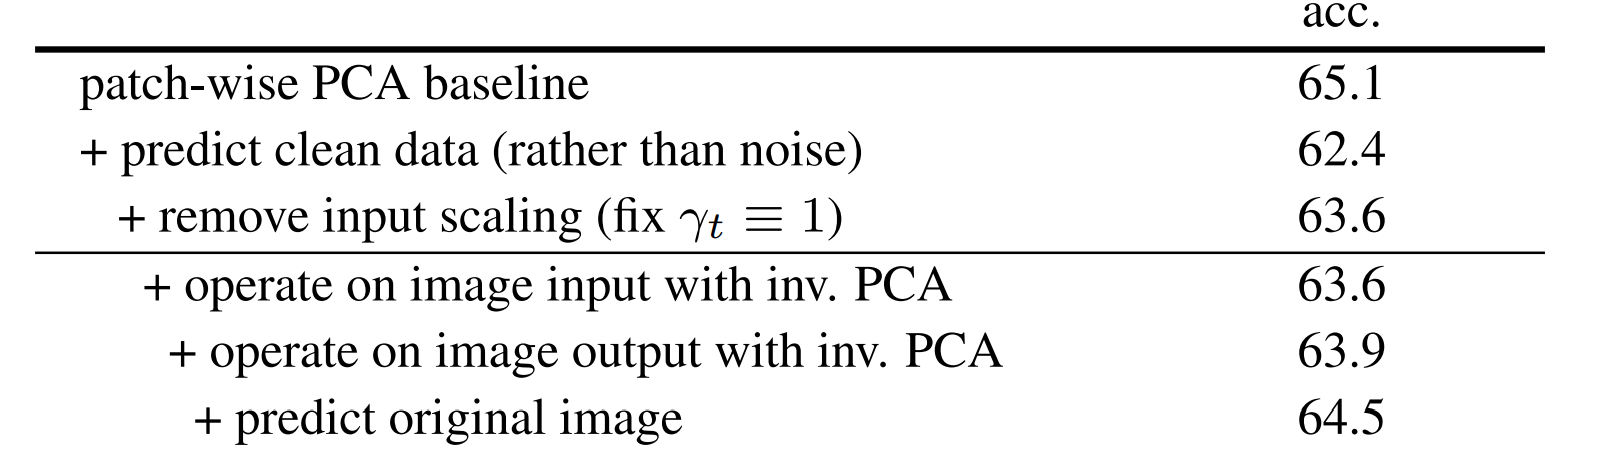 acc.
patch-wise PCA baseline 65.1
+ predict clean data (rather than noise) 62.4
+ remove input scaling (fix γt ≡ 1) 63.6
+ operate on image input with inv. PCA 63.6
+ operate on image output with inv. PCA 63.9
+ predict original image 64.5